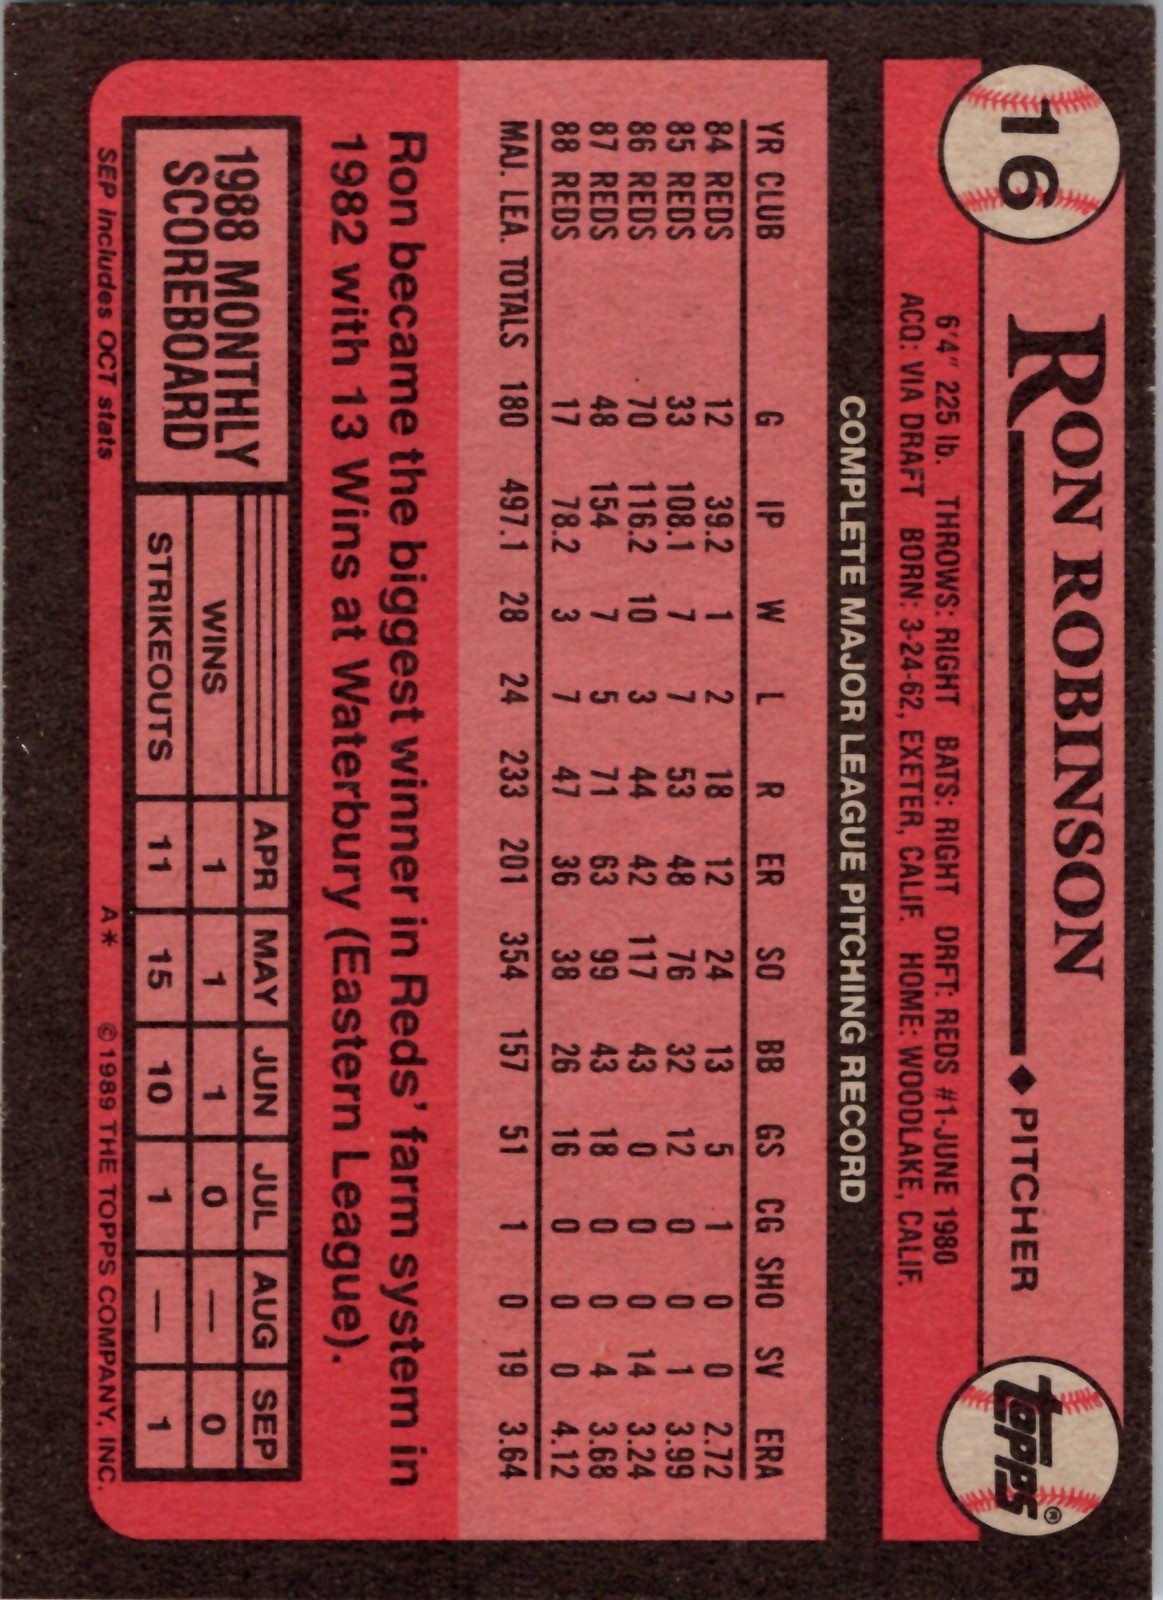 16
RON ROBINSON ◆ PITCHER
topps®
6'4" 225 lb. THROWS: RIGHT BATS: RIGHT DRFT: REDS #1-JUNE 1980
ACQ: VIA DRAFT BORN: 3-24-62, EXETER, CALIF. HOME: WOODLAKE, CALIF.
COMPLETE MAJOR LEAGUE PITCHING RECORD
YR CLUB G IP W L R ER SO BB GS CG SHO SV ERA
84 REDS 12 39.2 1 2 18 12 24 13 5 1 0 0 2.72
85 REDS 33 108.1 7 7 53 48 76 32 12 0 0 1 3.99
86 REDS 70 116.2 10 3 44 42 117 43 0 0 0 14 3.24
87 REDS 48 154 7 5 71 63 99 43 18 0 0 4 3.68
88 REDS 17 78.2 3 7 47 36 38 26 16 0 0 0 4.12
MAJ. LEA. TOTALS 180 497.1 28 24 233 201 354 157 51 1 0 19 3.64
Ron became the biggest winner in Reds' farm system in
1982 with 13 Wins at Waterbury (Eastern League).
1988 MONTHLY
SCOREBOARD
APR MAY JUN JUL AUG SEP
WINS 1 1 1 0 — 0
STRIKEOUTS 11 15 10 1 — 1
SEP includes OCT stats A* ©1989 THE TOPPS COMPANY, INC.